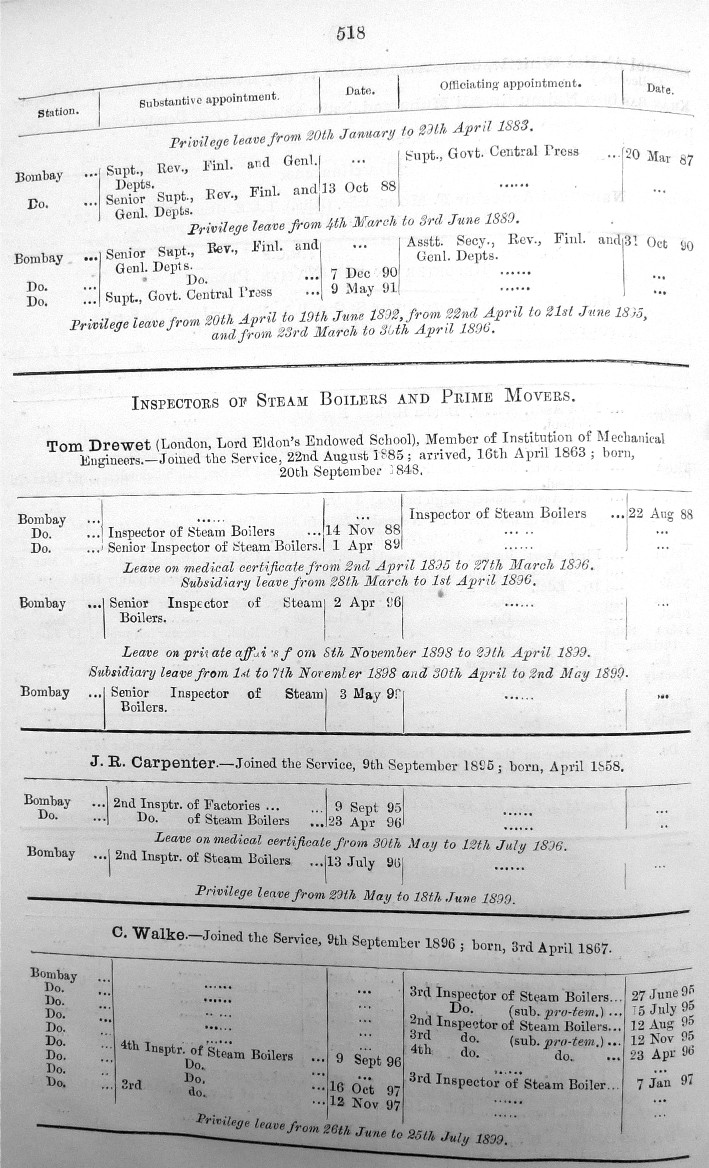 518
Station. Substantive appointment. Date. Officiating appointment. Date.
Privilege leave from 20th January to 29th April 1883.
Bombay ... Supt., Rev., Finl. and Genl. Depts. ... Supt., Govt. Central Press ... 20 Mar 87
Do. ... Senior Supt., Rev., Finl. and Genl. Depts. 13 Oct 88 ...... ...
Privilege leave from 4th March to 3rd June 1889.
Bombay ... Senior Supt., Rev., Finl. and Genl. Depts. ... Asstt. Secy., Rev., Finl. and Genl. Depts. 31 Oct 90
Do. ... Do. ... 7 Dec 90 ...... ...
Do. ... Supt., Govt. Central Press ... 9 May 91 ...... ...
Privilege leave from 20th April to 19th June 1892, from 22nd April to 21st June 1895,
and from 23rd March to 30th April 1896.
INSPECTORS OF STEAM BOILERS AND PRIME MOVERS.
Tom Drewet (London, Lord Eldon's Endowed School), Member of Institution of Mechanical
Engineers.—Joined the Service, 22nd August 1885 ; arrived, 16th April 1863 ; born,
20th September 1848.
Bombay ... ...... ... Inspector of Steam Boilers ... 22 Aug 88
Do. ... Inspector of Steam Boilers ... 14 Nov 88 ...... ...
Do. ... Senior Inspector of Steam Boilers. 1 Apr 89 ...... ...
Leave on medical certificate from 2nd April 1895 to 27th March 1896.
Subsidiary leave from 28th March to 1st April 1896.
Bombay ... Senior Inspector of Steam Boilers. 2 Apr 96 ...... ...
Leave on private affairs from 8th November 1898 to 29th April 1899.
Subsidiary leave from 1st to 7th November 1898 and 30th April to 2nd May 1899.
Bombay ... Senior Inspector of Steam Boilers. 3 May 99 ...... ...
J. R. Carpenter.—Joined the Service, 9th September 1895 ; born, April 1858.
Bombay ... 2nd Insptr. of Factories ... ... 9 Sept 95 ...... ...
Do. ... Do. of Steam Boilers ... 23 Apr 96 ...... ..
Leave on medical certificate from 30th May to 12th July 1896.
Bombay ... 2nd Insptr. of Steam Boilers ... 13 July 96 ...... ...
Privilege leave from 29th May to 18th June 1899.
C. Walke.—Joined the Service, 9th September 1896 ; born, 3rd April 1867.
Bombay ... ...... ... 3rd Inspector of Steam Boilers... 27 June 95
Do. ... ...... ... Do. (sub. pro-tem.) ... 15 July 95
Do. ... ...... ... 2nd Inspector of Steam Boilers... 12 Aug 95
Do. ... ...... ... 3rd do. (sub. pro-tem.) ... 12 Nov 95
Do. ... ...... ... 4th do. do. ... 23 Apr 96
Do. ... 4th Insptr. of Steam Boilers ... 9 Sept 96 ...... ...
Do. ... Do. ... 3rd Inspector of Steam Boiler... 7 Jan 97
Do. ... Do. ... 16 Oct 97 ...... ...
Do. ... 3rd do. ... 12 Nov 97 ..... ...
Privilege leave from 26th June to 25th July 1899.